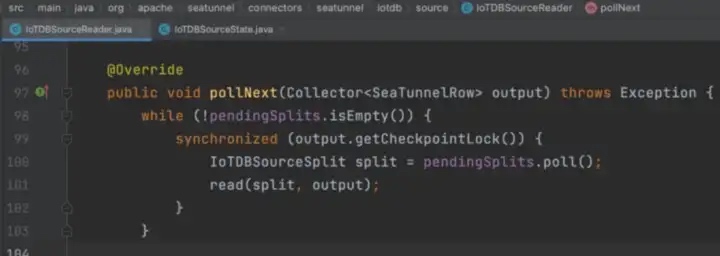 src main java org apache seatunnel connectors seatunnel iotdb source IoTDBSourceReader pollNext
IoTDBSourceReader.java IoTDBSourceState.java
95
96 @Override
97 public void pollNext(Collector<SeaTunnelRow> output) throws Exception {
98 while (!pendingSplits.isEmpty()) {
99 synchronized (output.getCheckpointLock()) {
100 IoTDBSourceSplit split = pendingSplits.poll();
101 read(split, output);
102 }
103 }
104